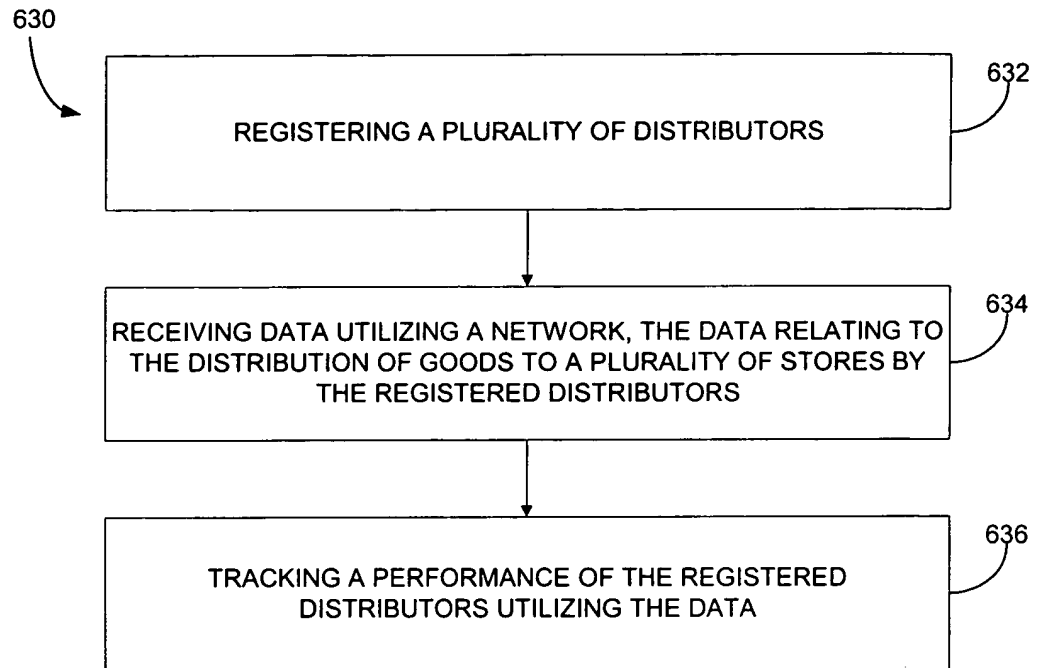 630
632
REGISTERING A PLURALITY OF DISTRIBUTORS
634
RECEIVING DATA UTILIZING A NETWORK, THE DATA RELATING TO
THE DISTRIBUTION OF GOODS TO A PLURALITY OF STORES BY
THE REGISTERED DISTRIBUTORS
636
TRACKING A PERFORMANCE OF THE REGISTERED
DISTRIBUTORS UTILIZING THE DATA